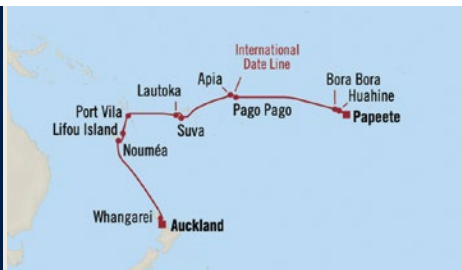 International
Date Line
Apia
Bora Bora
Huahine
Lautoka
Pago Pago
Papeete
Port Vila
Suva
Lifou Island
Nouméa
Whangarei
Auckland